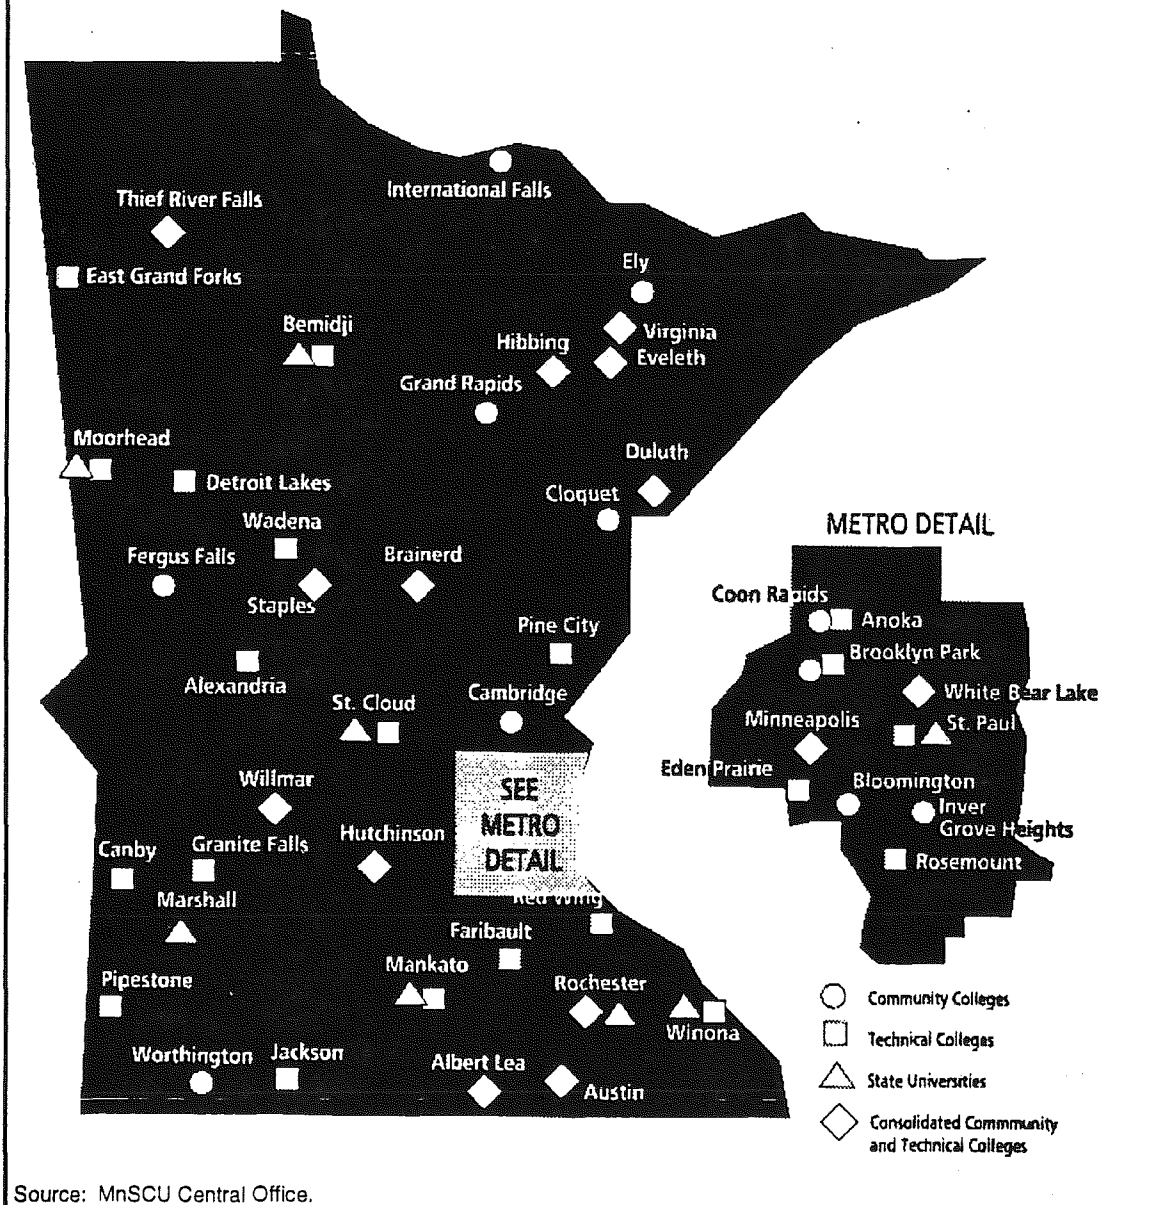 International Falls
Thief River Falls
Ely
East Grand Forks
Bemidji
Virginia
Hibbing
Eveleth
Grand Rapids
Moorhead
Duluth
Detroit Lakes
Cloquet
Wadena
Fergus Falls
Brainerd
Staples
Pine City
Alexandria
Cambridge
St. Cloud
Willmar
SEE
METRO
DETAIL
Hutchinson
Granite Falls
Canby
Marshall
Red Wing
Faribault
Mankato
Pipestone
Rochester
Winona
Worthington
Jackson
Albert Lea
Austin
METRO DETAIL
Coon Rapids
Anoka
Brooklyn Park
White Bear Lake
Minneapolis
St. Paul
Eden Prairie
Bloomington
Inver
Grove Heights
Rosemount
Community Colleges
Technical Colleges
State Universities
Consolidated Commmunity
and Technical Colleges
Source: MnSCU Central Office.